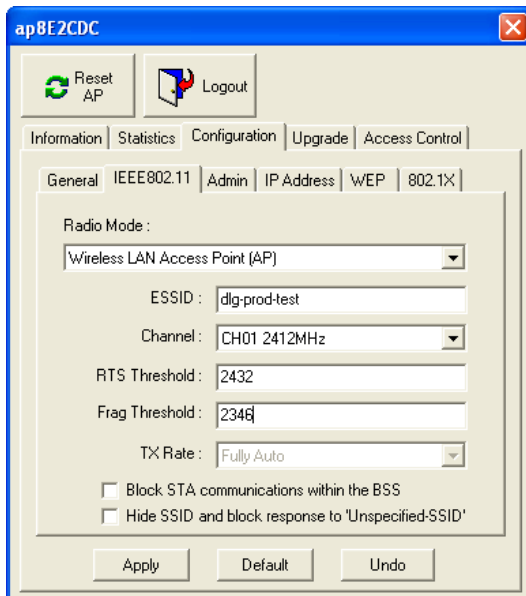 ap8E2CDC
Reset AP
Logout
Information Statistics Configuration Upgrade Access Control
General IEEE802.11 Admin IP Address WEP 802.1X
Radio Mode :
Wireless LAN Access Point (AP)
ESSID : dlg-prod-test
Channel : CH01 2412MHz
RTS Threshold : 2432
Frag Threshold : 2346
TX Rate : Fully Auto
Block STA communications within the BSS
Hide SSID and block response to 'Unspecified-SSID'
Apply Default Undo